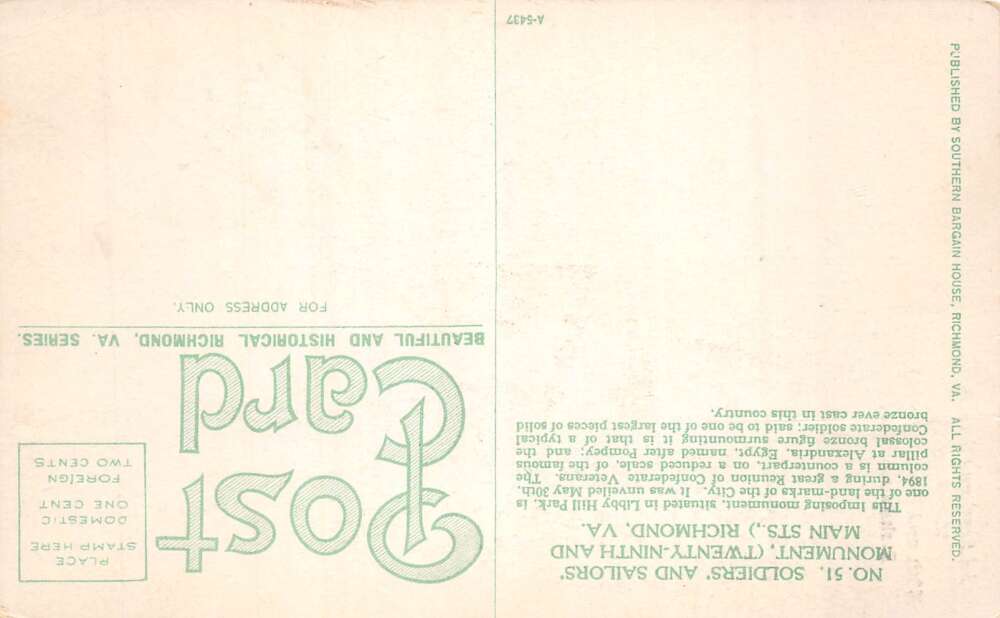 NO. 51. SOLDIERS' AND SAILORS'
MONUMENT, (TWENTY-NINTH AND
MAIN STS.,) RICHMOND, VA.
This Imposing monument, situated in Libby Hill Park, is
one of the land-marks of the City. It was unveiled May 30th,
1894, during a great Reunion of Confederate Veterans. The
column is a counterpart, on a reduced scale, of the famous
pillar at Alexandria, Egypt, named after Pompey; and the
colossal bronze figure surmounting it is that of a typical
Confederate soldier; said to be one of the largest pieces of solid
bronze ever cast in this country.
PUBLISHED BY SOUTHERN BARGAIN HOUSE, RICHMOND, VA. ALL RIGHTS RESERVED.
A-5437
Post
Card
BEAUTIFUL AND HISTORICAL RICHMOND, VA. SERIES.
FOR ADDRESS ONLY.
PLACE
STAMP HERE
DOMESTIC
ONE CENT
FOREIGN
TWO CENTS